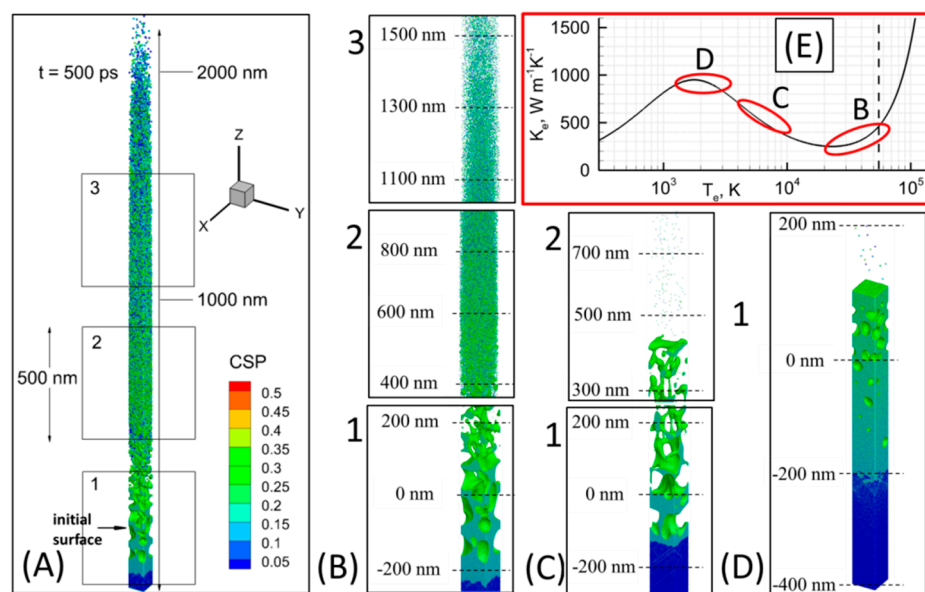 t = 500 ps
2000 nm
Z
X
Y
3
1000 nm
2
500 nm
CSP
0.5
0.45
0.4
0.35
0.3
0.25
0.2
0.15
0.1
0.05
1
initial
surface
(A)
3
1500 nm
1300 nm
1100 nm
2
800 nm
600 nm
400 nm
1
200 nm
0 nm
-200 nm
(B)
2
700 nm
500 nm
300 nm
1
200 nm
0 nm
-200 nm
(C)
200 nm
1
0 nm
-200 nm
-400 nm
(D)
(E)
Ke, W m-1K-1
1500
1000
500
0
D
C
B
10³
10⁴
10⁵
Te, K